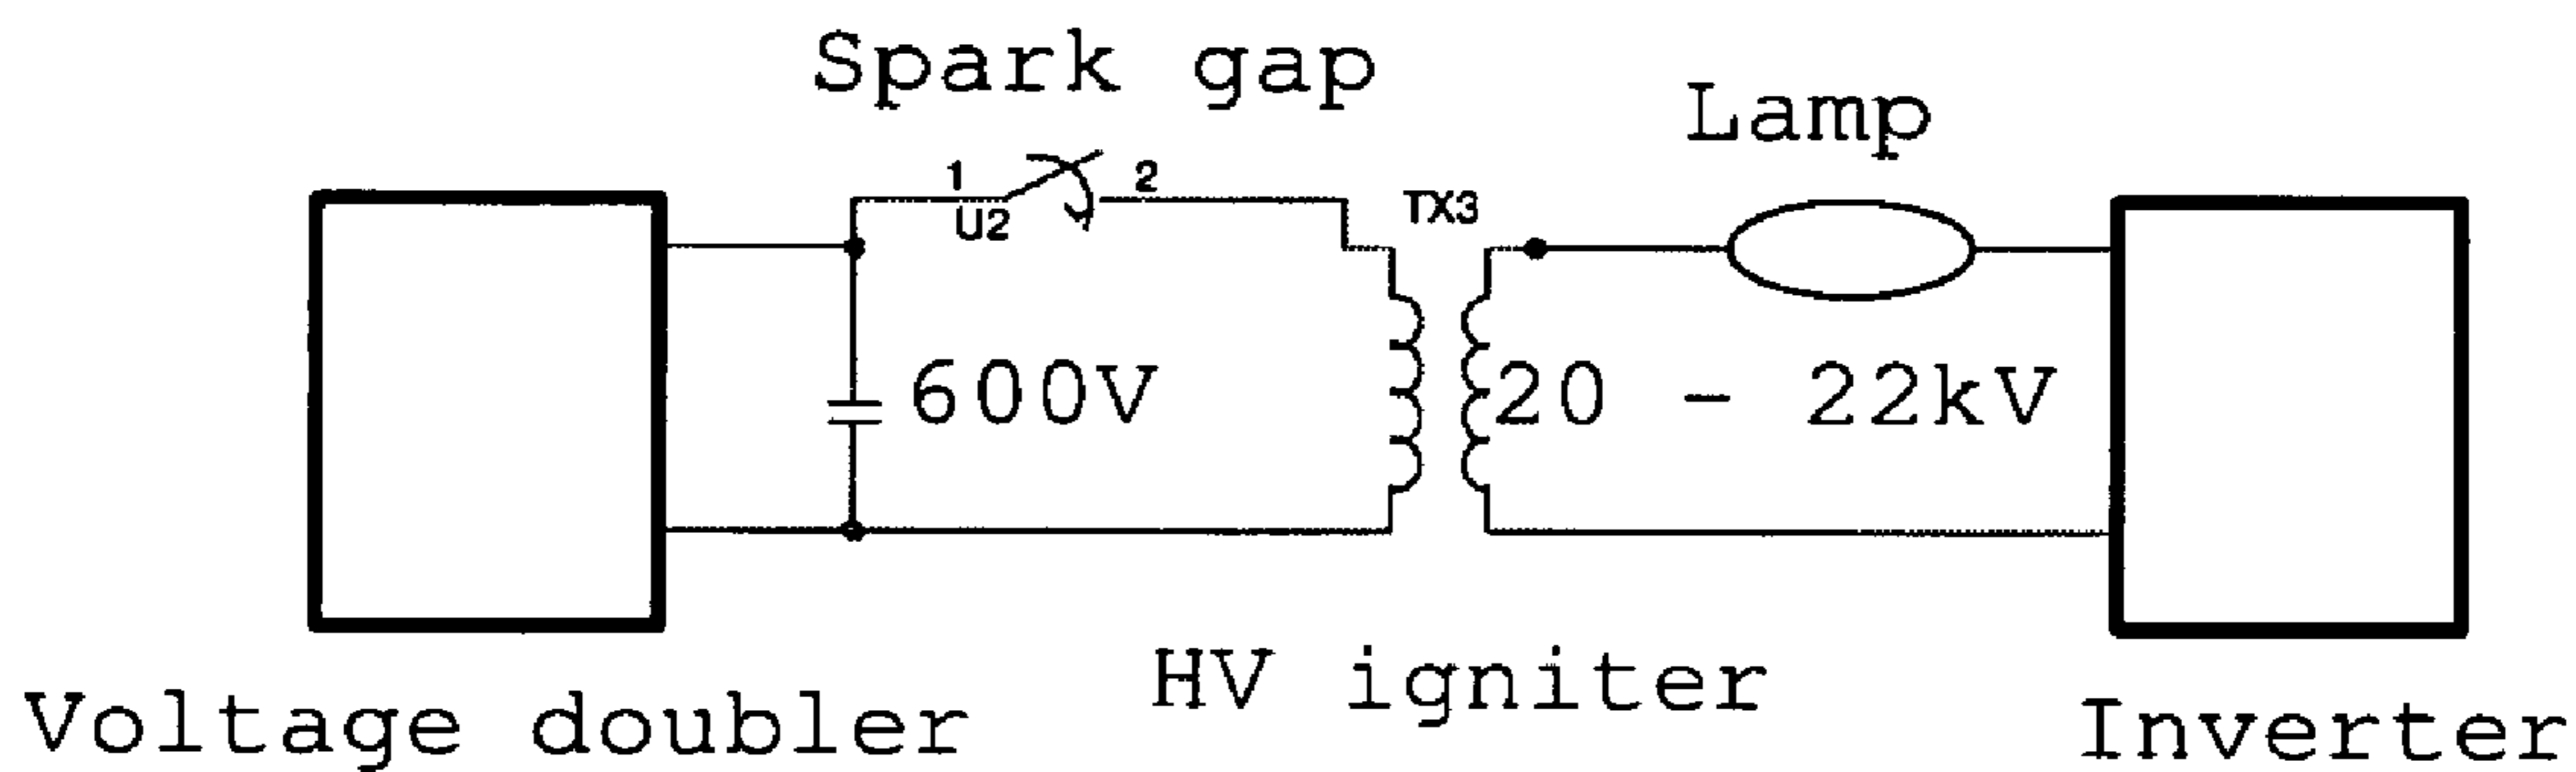 Spark gap
Lamp
1
2
U2
TX3
600V
20 - 22kV
HV igniter
Voltage doubler
Inverter